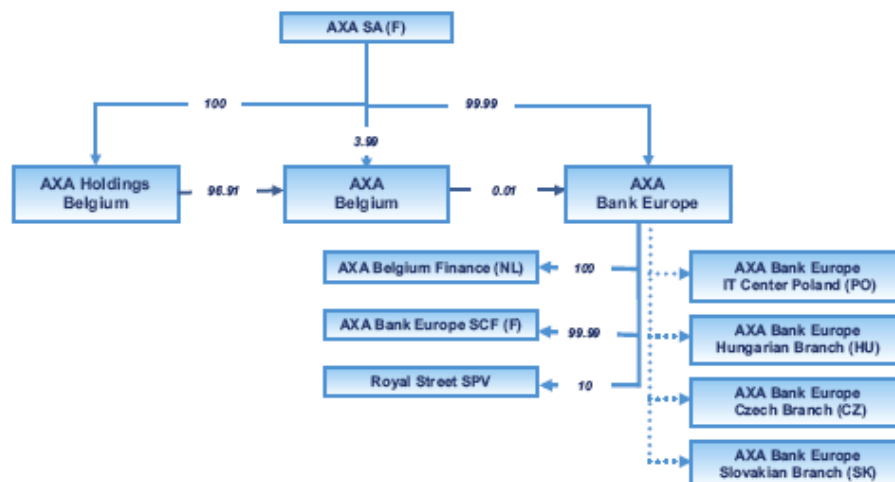 AXA SA (F)
100
99.99
3.99
AXA Holdings
Belgium
96.91
AXA
Belgium
0.01
AXA
Bank Europe
AXA Belgium Finance (NL)
100
AXA Bank Europe
IT Center Poland (PO)
AXA Bank Europe SCF (F)
99.99
AXA Bank Europe
Hungarian Branch (HU)
Royal Street SPV
10
AXA Bank Europe
Czech Branch (CZ)
AXA Bank Europe
Slovakian Branch (SK)